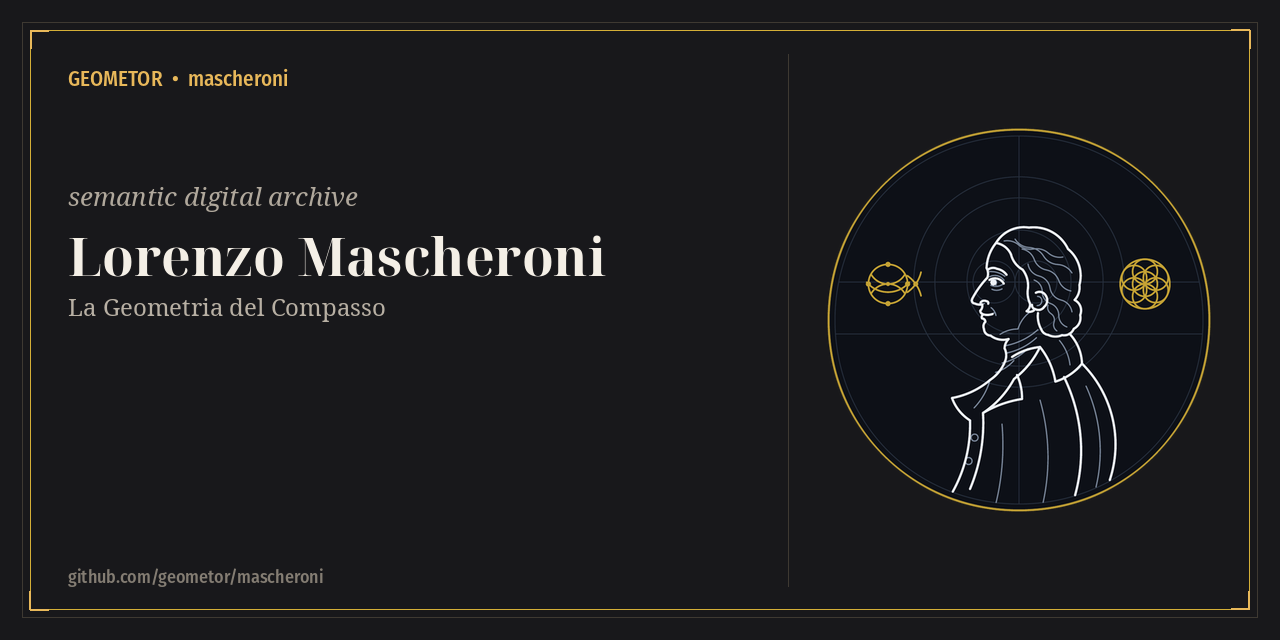 GEOMETOR • mascheroni
semantic digital archive
Lorenzo Mascheroni
La Geometria del Compasso
github.com/geometor/mascheroni